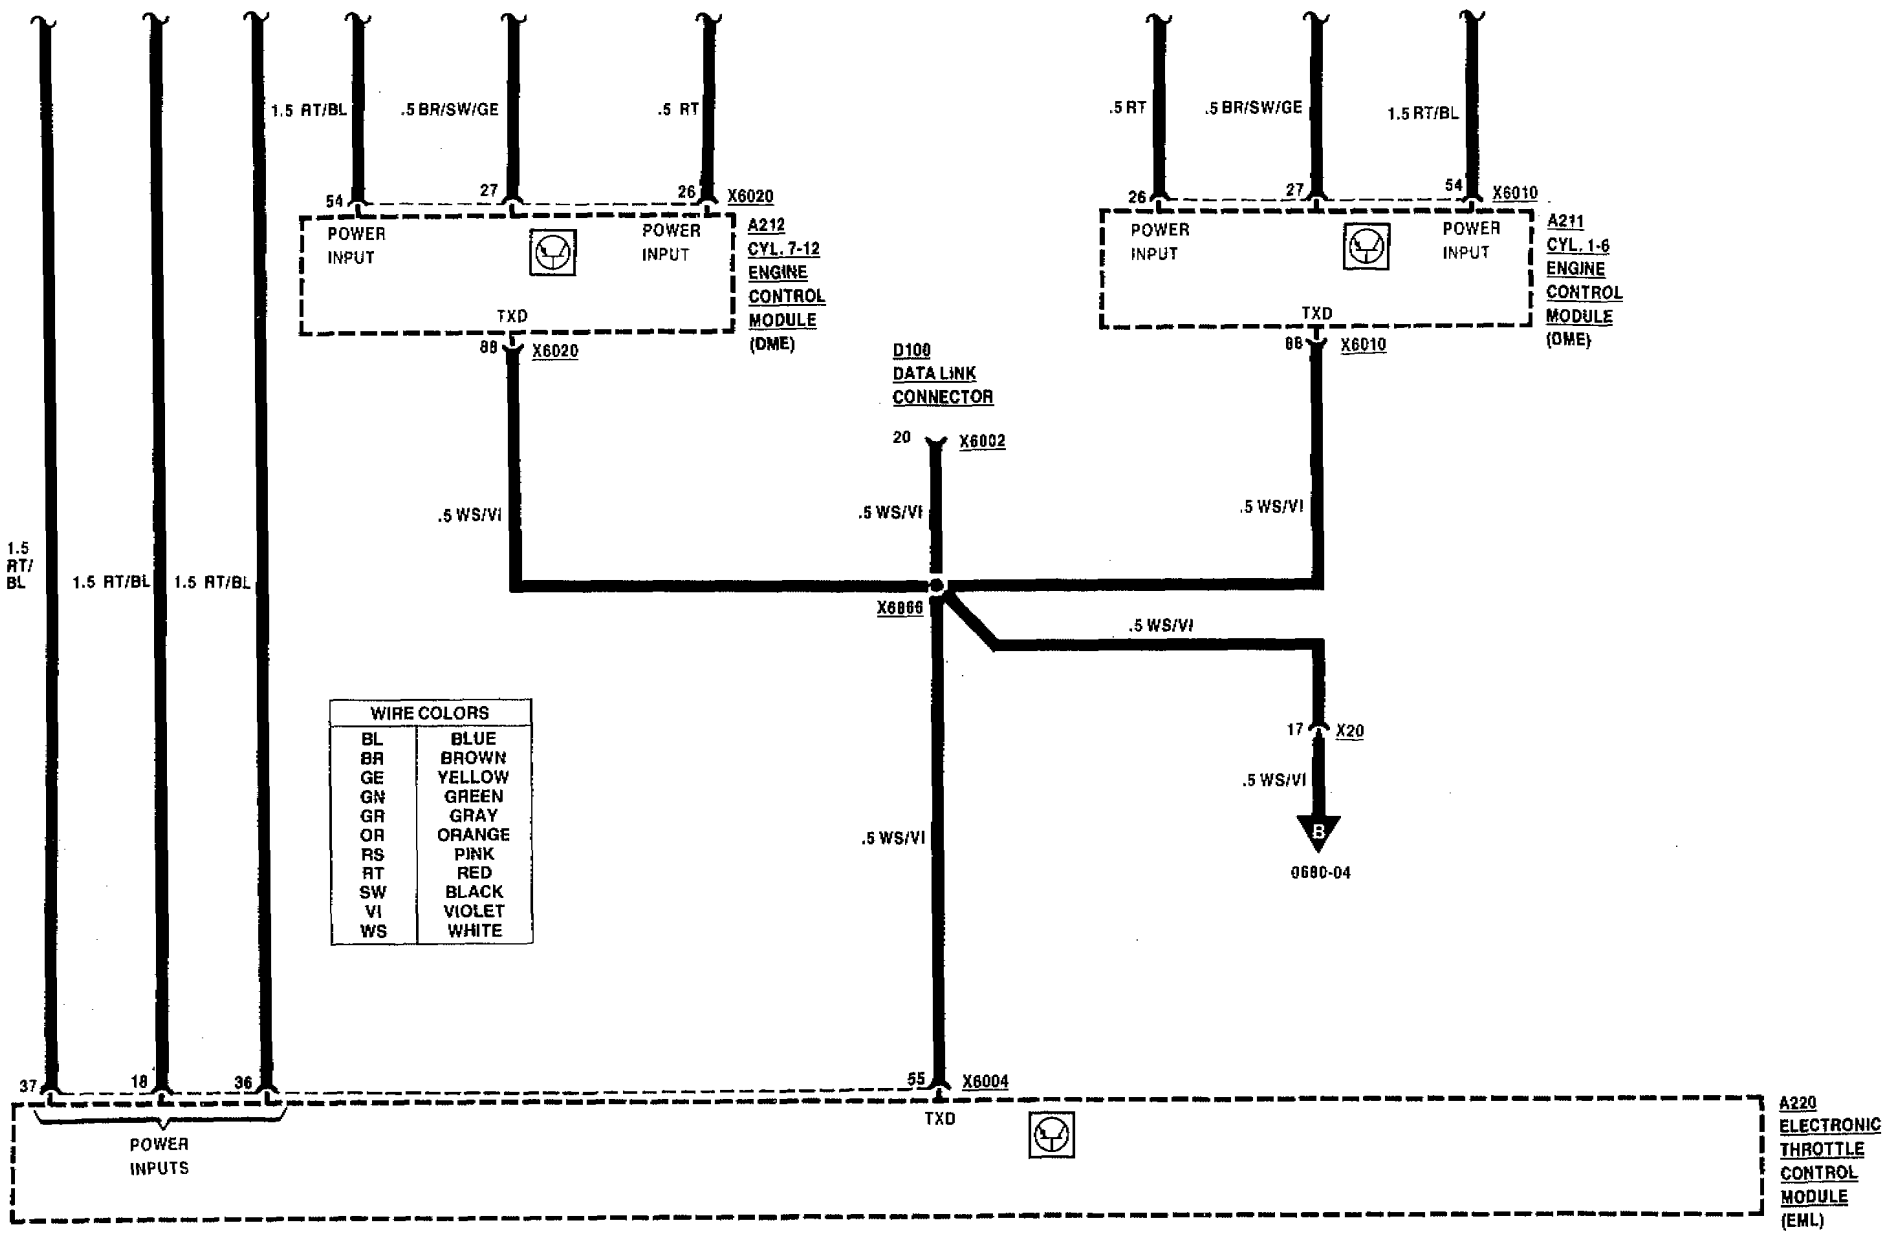 1.5 RT/BL
.5 BR/SW/GE
.5 RT
.5 RT
.5 BR/SW/GE
1.5 RT/BL
54
27
26
X6020
26
27
54
X6010
POWER
INPUT
POWER
INPUT
TXD
A212
CYL. 7-12
ENGINE
CONTROL
MODULE
(DME)
POWER
INPUT
POWER
INPUT
TXD
A211
CYL. 1-6
ENGINE
CONTROL
MODULE
(DME)
88
X6020
88
X6010
D100
DATA LINK
CONNECTOR
20
X6002
.5 WS/VI
.5 WS/VI
.5 WS/VI
1.5
RT/
BL
1.5 RT/BL
1.5 RT/BL
.5 WS/VI
17
X20
.5 WS/VI
B
0680-04
WIRE COLORS
BL BLUE
BR BROWN
GE YELLOW
GN GREEN
GR GRAY
OR ORANGE
RS PINK
RT RED
SW BLACK
VI VIOLET
WS WHITE
.5 WS/VI
37
18
36
55
X6004
POWER
INPUTS
TXD
A220
ELECTRONIC
THROTTLE
CONTROL
MODULE
(EML)